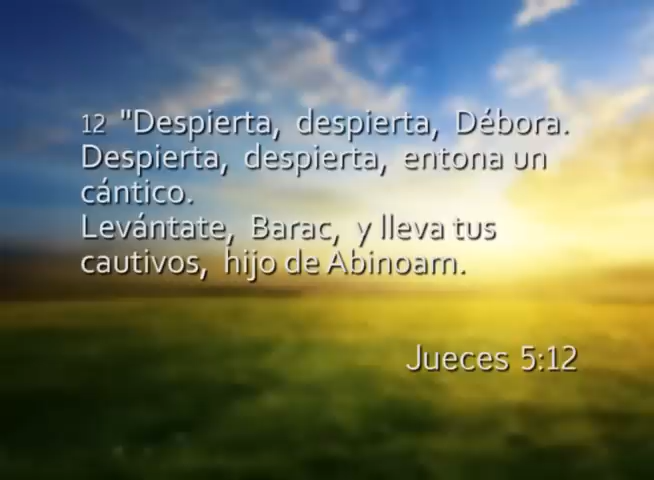 12 "Despierta, despierta, Débora.
Despierta, despierta, entona un
cántico.
Levántate, Barac, y lleva tus
cautivos, hijo de Abinoam.
Jueces 5:12